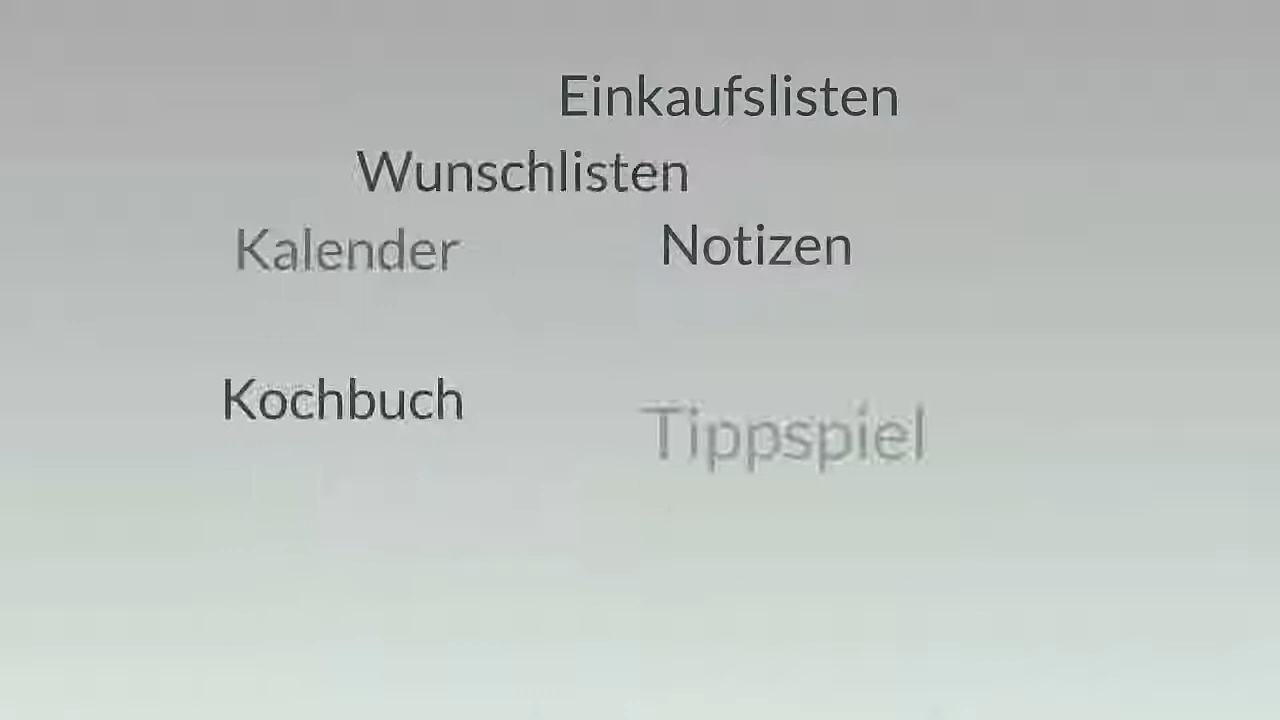 Einkaufslisten
Wunschlisten
Kalender
Notizen
Kochbuch
Tippspiel